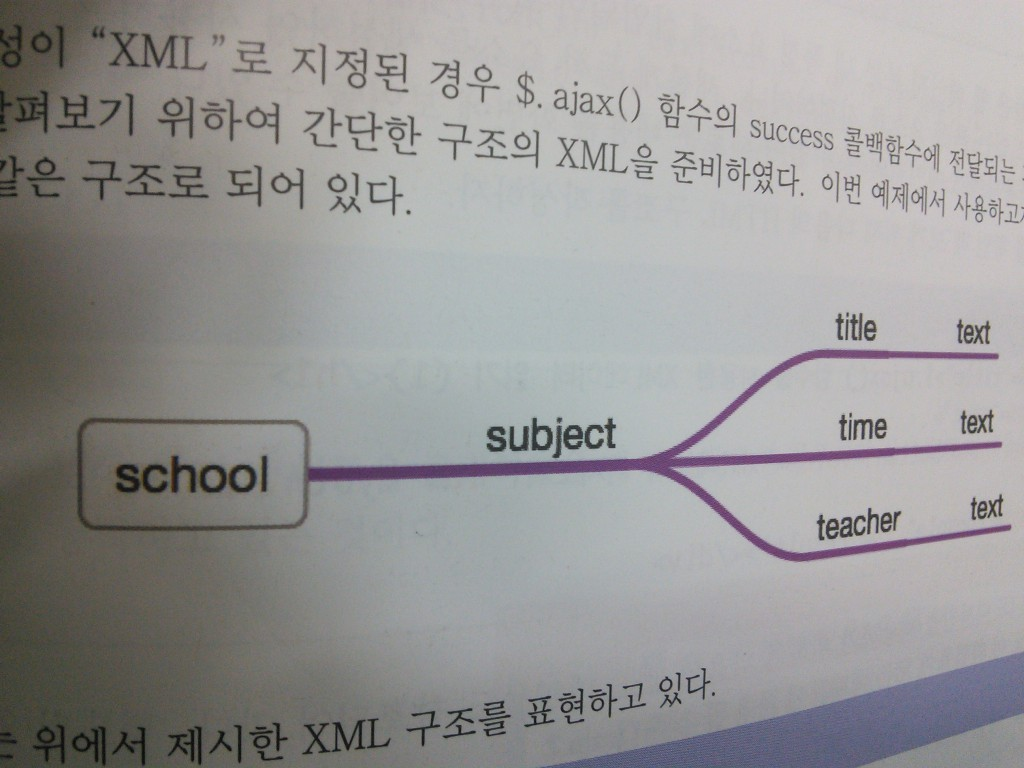 성이 “XML”로 지정된 경우 $.ajax() 함수의 success 콜백함수에 전달되는
살펴보기 위하여 간단한 구조의 XML을 준비하였다. 이번 예제에서 사용하고
같은 구조로 되어 있다.
title text
school subject time text
teacher text
는 위에서 제시한 XML 구조를 표현하고 있다.